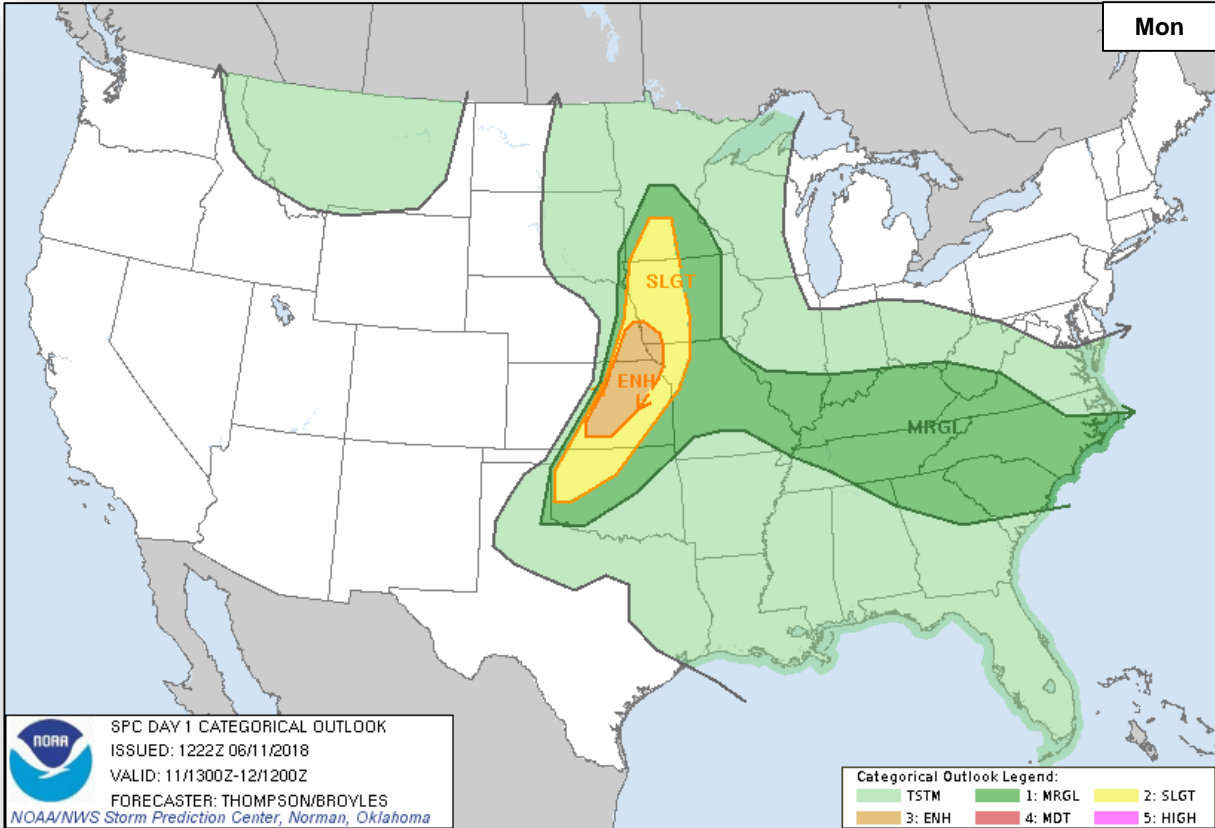 Mon
SLGT
ENH
MRGL
NOAA
SPC DAY 1 CATEGORICAL OUTLOOK
ISSUED: 1222Z 06/11/2018
VALID: 11/1300Z-12/1200Z
FORECASTER: THOMPSON/BROYLES
NOAA/NWS Storm Prediction Center, Norman, Oklahoma
Categorical Outlook Legend:
TSTM 1: MRGL 2: SLGT
3: ENH 4: MDT 5: HIGH